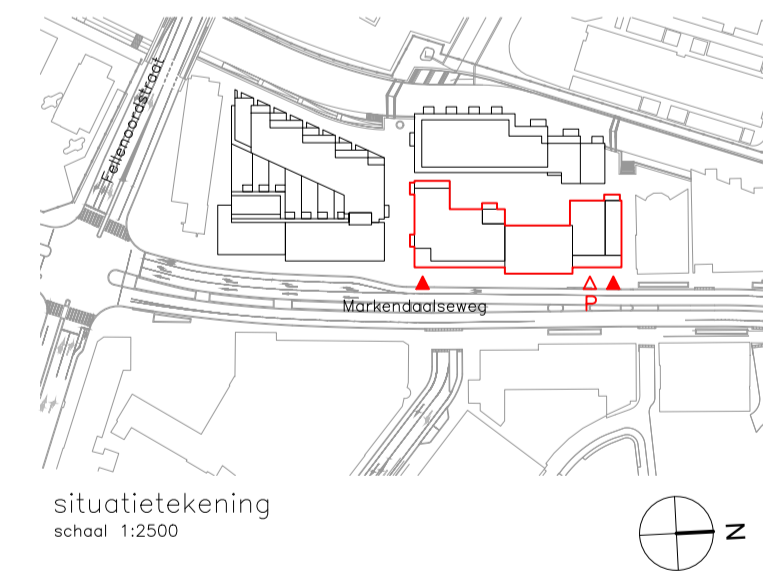 Fellenoordstraat
Markendaalseweg
P
situatietekening
schaal 1:2500
N